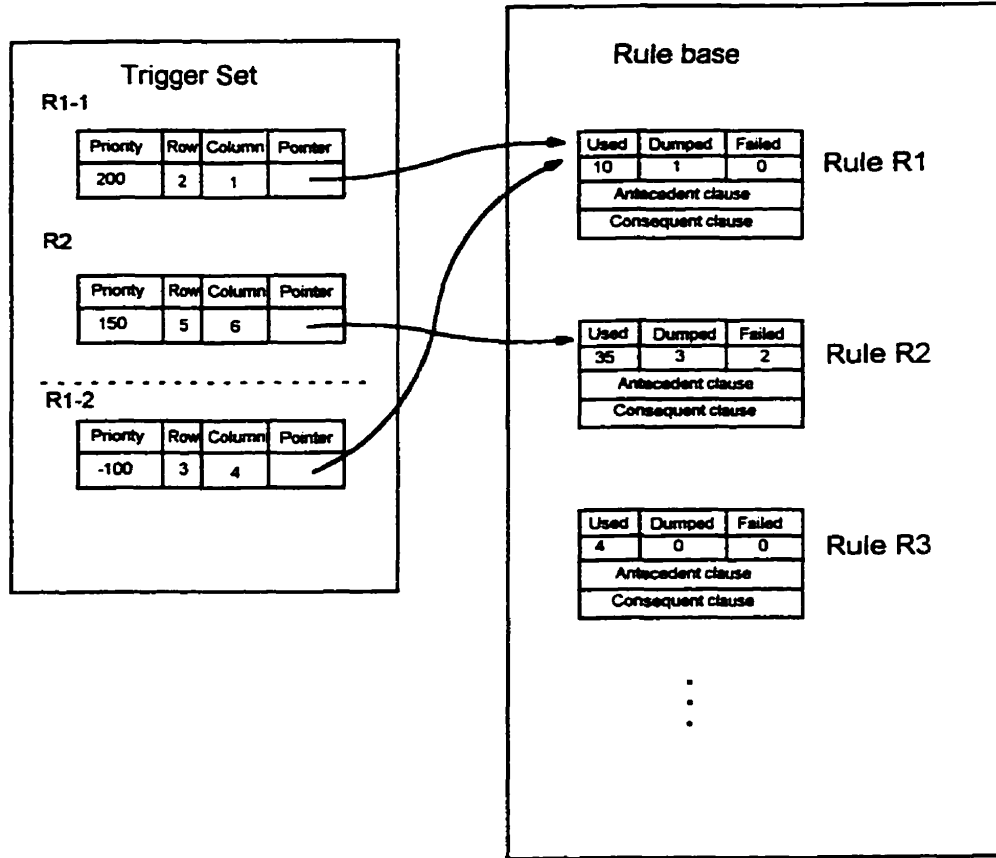 Trigger Set
R1-1
Priority Row Column Pointer
200 2 1
R2
Priority Row Column Pointer
150 5 6
R1-2
Priority Row Column Pointer
-100 3 4
Rule base
Used Dumped Failed
10 1 0
Antecedent clause
Consequent clause
Rule R1
Used Dumped Failed
35 3 2
Antecedent clause
Consequent clause
Rule R2
Used Dumped Failed
4 0 0
Antecedent clause
Consequent clause
Rule R3